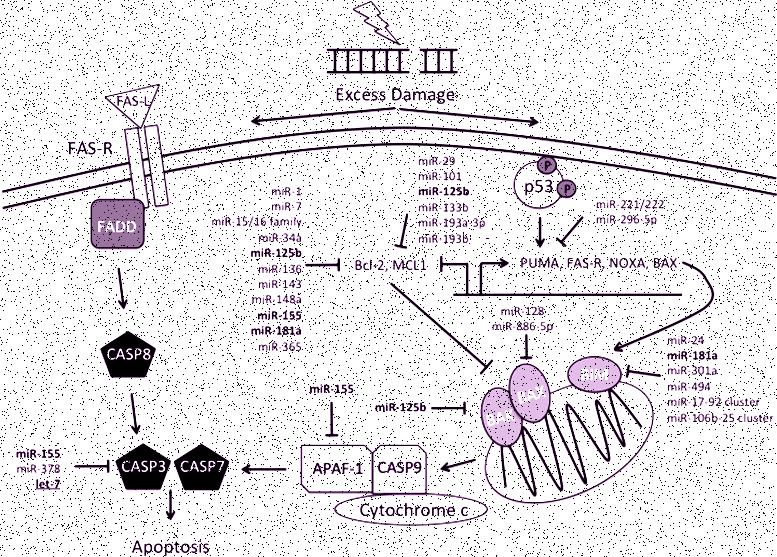 Excess Damage
FAS-L
FAS-R
FADD
CASP8
miR-1
miR-7
miR-15/16 family
miR-34a
miR-125b
miR-136
miR-143
miR-148a
miR-155
miR-181a
miR-365
miR-29
miR-101
miR-125b
miR-133b
miR-193a-3p
miR-193b
Bcl-2, MCL1
P
p53
P
miR-221/222
miR-296-5p
PUMA, FAS-R, NOXA, BAX
miR-128
miR-886-5p
miR-24
miR-181a
miR-301a
miR-494
miR-17-92 cluster
miR-106b-25 cluster
BAX
miR-125b
miR-155
APAF-1
CASP9
Cytochrome c
miR-155
miR-378
let-7
CASP3
CASP7
Apoptosis